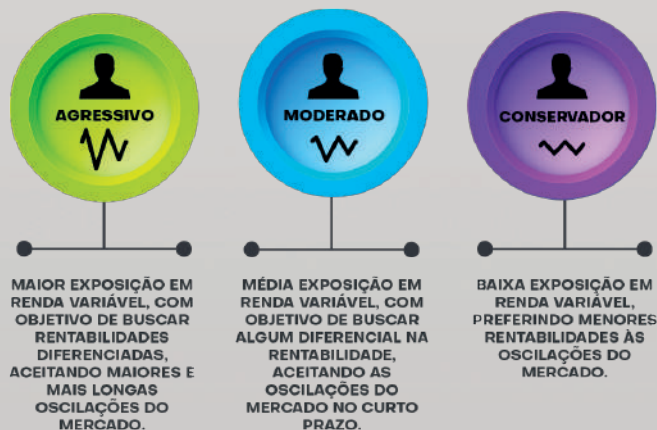 AGRESSIVO
MAIOR EXPOSIÇÃO EM
RENDA VARIÁVEL, COM
OBJETIVO DE BUSCAR
RENTABILIDADES
DIFERENCIADAS,
ACEITANDO MAIORES E
MAIS LONGAS
OSCILAÇÕES DO
MERCADO.
MODERADO
MÉDIA EXPOSIÇÃO EM
RENDA VARIÁVEL, COM
OBJETIVO DE BUSCAR
ALGUM DIFERENCIAL NA
RENTABILIDADE,
ACEITANDO AS
OSCILAÇÕES DO
MERCADO NO CURTO
PRAZO.
CONSERVADOR
BAIXA EXPOSIÇÃO EM
RENDA VARIÁVEL,
PREFERINDO MENORES
RENTABILIDADES ÀS
OSCILAÇÕES DO
MERCADO.